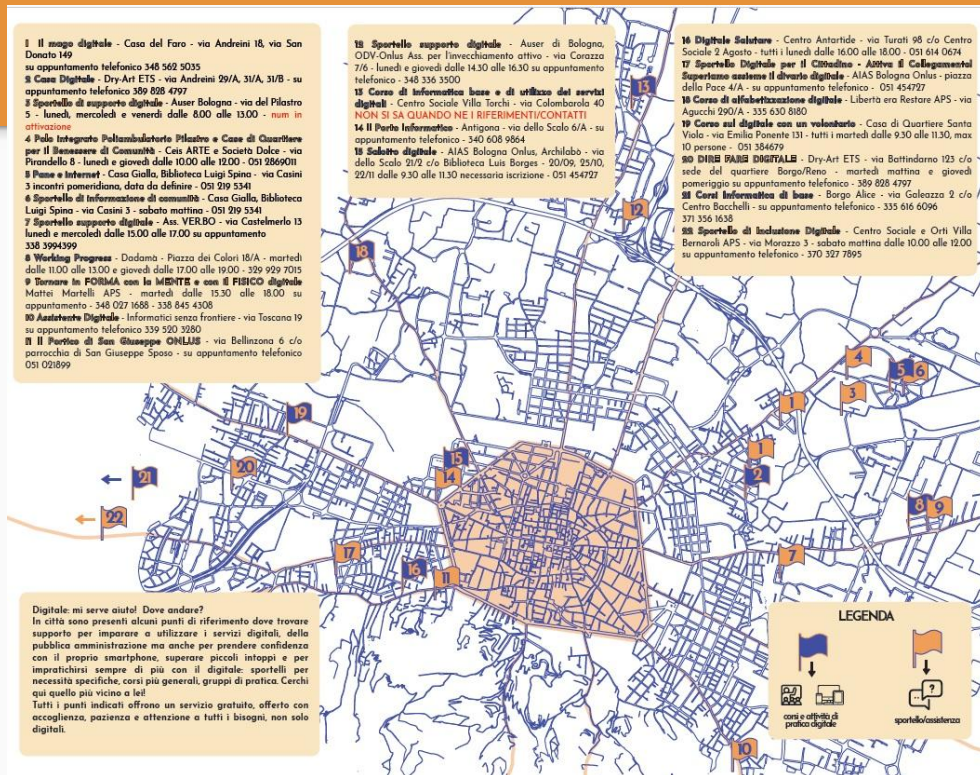 1 Il mago digitale - Casa del Faro - via Andreini 18, via San
Donato 149
su appuntamento telefonico 348 562 5035
2 Casa Digitale - Dry-Art ETS - via Andreini 29/A, 31/A, 31/B - su
appuntamento telefonico 389 828 4797
3 Sportello di supporto digitale - Auser Bologna - via del Pilastro
5 - lunedì, mercoledì e venerdì dalle 8.00 alle 13.00 - num in
attivazione
4 Polo Integrato Poliambulatorio Pilastro e Case di Quartiere
per il Benessere di Comunità - Ceis ARTE e Società Dolce - via
Pirandello 8 - lunedì e giovedì dalle 10.00 alle 12.00 - 051 2869011
5 Pane e Internet - Casa Gialla, Biblioteca Luigi Spina - via Casini
3 incontri pomeridiana, data da definire - 051 219 5341
6 Sportello di informazione di comunità - Casa Gialla, Biblioteca
Luigi Spina - via Casini 3 - sabato mattina - 051 219 5341
7 Sportello supporto digitale - Ass. VERBO - via Castelmerlo 13
lunedì e mercoledì dalle 15.00 alle 17.00 su appuntamento
338 3994399
8 Working Progress - Dadamà - Piazza dei Colori 18/A - martedì
dalle 11.00 alle 13.00 e giovedì dalle 17.00 alle 19.00 - 329 929 7015
9 Tornare in FORMA con la MENTE e con il FISICO digitale
Mattei Martelli APS - martedì dalle 15.30 alle 18.00 su
appuntamento - 348 027 1688 - 338 845 4308
10 Assistente Digitale - Informatici senza frontiere - via Toscana 19
su appuntamento telefonico 339 520 3280
11 Il Portico di San Giuseppe ONLUS - via Bellinzona 6 c/o
parrocchia di San Giuseppe Sposo - su appuntamento telefonico
051 021899
12 Sportello supporto digitale - Auser di Bologna,
ODV-Onlus Ass. per l'invecchiamento attivo - via Corazza
7/6 - lunedì e giovedì dalle 14.30 alle 16.30 su appuntamento
telefonico - 348 336 3500
13 Corso di informatica base e di utilizzo dei servizi
digitali - Centro Sociale Villa Torchi - via Colombarola 40
NON SI SA QUANDO NE I RIFERIMENTI/CONTATTI
14 Il Porto Informatico - Antigona - via dello Scalo 6/A - su
appuntamento telefonico - 340 608 9864
15 Salotto digitale - AIAS Bologna Onlus, Archilabò - via
dello Scalo 21/2 c/o Biblioteca Luis Borges - 20/09, 25/10,
22/11 dalle 9.30 alle 11.30 necessaria iscrizione - 051 454727
16 Digitale Salutare - Centro Antartide - via Turati 98 c/o Centro
Sociale 2 Agosto - tutti i lunedì dalle 16.00 alle 18.00 - 051 614 0674
17 Sportello Digitale per il Cittadino - Attiva il Collegamento!
Superiamo assieme il divario digitale - AIAS Bologna Onlus - piazza
della Pace 4/A - su appuntamento telefonico - 051 454727
18 Corso di alfabetizzazione digitale - Libertà era Restare APS - via
Agucchi 290/A - 335 630 8180
19 Corso sul digitale con un volontario - Casa di Quartiere Santa
Viola - via Emilia Ponente 131 - tutti i martedì dalle 9.30 alle 11.30, max
10 persone - 051 384679
20 DIRE FARE DIGITALE - Dry-Art ETS - via Battindarno 123 c/o
sede del quartiere Borgo/Reno - martedì mattina e giovedì
pomeriggio su appuntamento telefonico - 389 828 4797
21 Corsi Informatica di base - Borgo Alice - via Galeazza 2 c/o
Centro Bacchelli - su appuntamento telefonico - 335 616 6096
371 356 1638
22 Sportello di Inclusione Digitale - Centro Sociale e Orti Villa
Bernaroli APS - via Morazzo 3 - sabato mattina dalle 10.00 alle 12.00
su appuntamento telefonico - 370 327 7895
13
12
18
4
5
6
3
1
19
1
15
2
20
14
21
8
9
22
17
7
16
11
10
Digitale: mi serve aiuto! Dove andare?
In città sono presenti alcuni punti di riferimento dove trovare
supporto per imparare a utilizzare i servizi digitali, della
pubblica amministrazione ma anche per prendere confidenza
con il proprio smartphone, superare piccoli intoppi e per
impratichirsi sempre di più con il digitale: sportelli per
necessità specifiche, corsi più generali, gruppi di pratica. Cerchi
qui quello più vicino a lei!
Tutti i punti indicati offrono un servizio gratuito, offerto con
accoglienza, pazienza e attenzione a tutti i bisogni, non solo
digitali.
LEGENDA
corsi e attività di
pratica digitale
sportello/assistenza